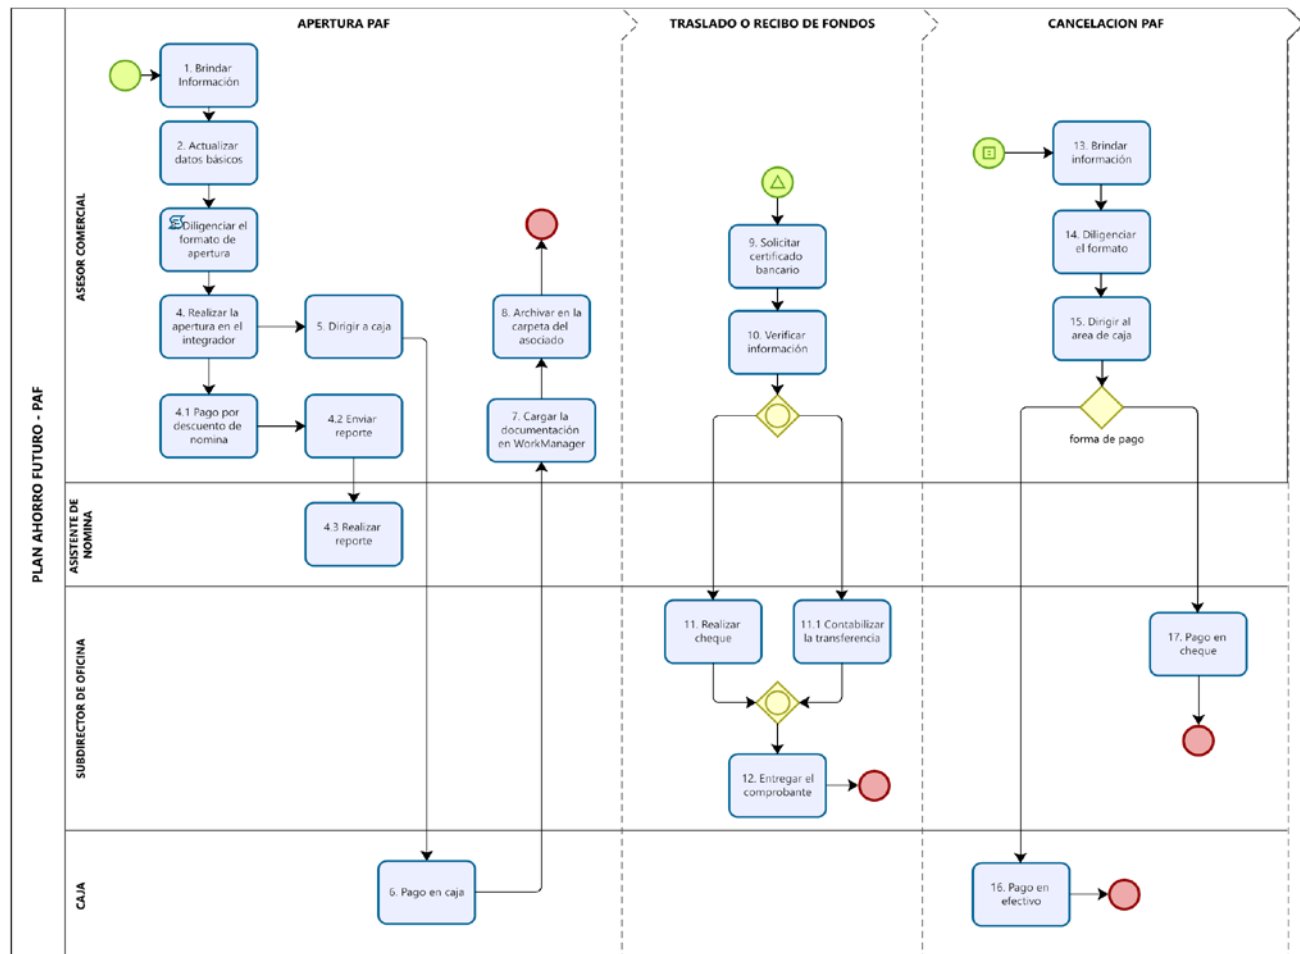 APERTURA PAF
TRASLADO O RECIBO DE FONDOS
CANCELACION PAF
PLAN AHORRO FUTURO - PAF
ASESOR COMERCIAL
1. Brindar
Información
2. Actualizar
datos básicos
Diligenciar el
formato de
apertura
4. Realizar la
apertura en el
integrador
5. Dirigir a caja
4.1 Pago por
descuento de
nomina
4.2 Enviar
reporte
8. Archivar en la
carpeta del
asociado
7. Cargar la
documentación
en WorkManager
9. Solicitar
certificado
bancario
10. Verificar
información
13. Brindar
información
14. Diligenciar
el formato
15. Dirigir al
area de caja
forma de pago
ASISTENTE DE
NOMINA
4.3 Realizar
reporte
SUBDIRECTOR DE OFICINA
11. Realizar
cheque
11.1 Contabilizar
la transferencia
12. Entregar el
comprobante
17. Pago en
cheque
CAJA
6. Pago en caja
16. Pago en
efectivo